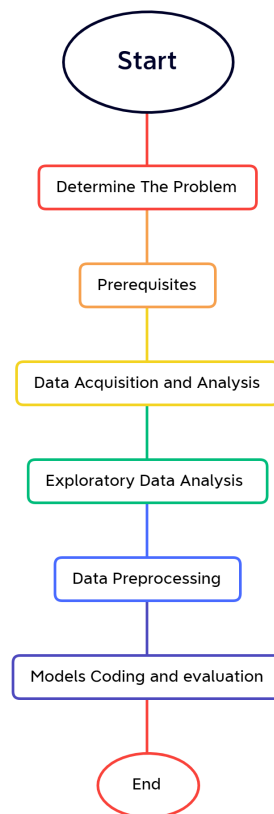 Start
Determine The Problem
Prerequisites
Data Acquisition and Analysis
Exploratory Data Analysis
Data Preprocessing
Models Coding and evaluation
End